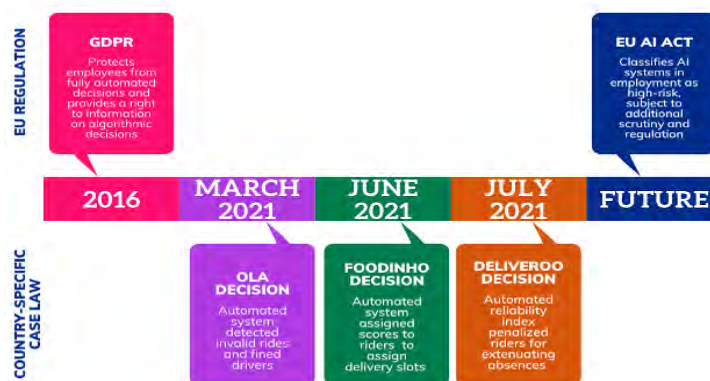 EU REGULATION
GDPR
Protects
employees from
fully automated
decisions and
provides a right
to information
on algorithmic
decisions
EU AI ACT
Classifies AI
systems in
employment as
high-risk,
subject to
additional
scrutiny and
regulation
2016
MARCH
2021
JUNE
2021
JULY
2021
FUTURE
COUNTRY-SPECIFIC
CASE LAW
OLA
DECISION
Automated
system
detected
invalid rides
and fined
drivers
FOODINHO
DECISION
Automated
system
assigned
scores to
riders to
assign
delivery slots
DELIVEROO
DECISION
Automated
reliability
index
penalized
riders for
extenuating
absences